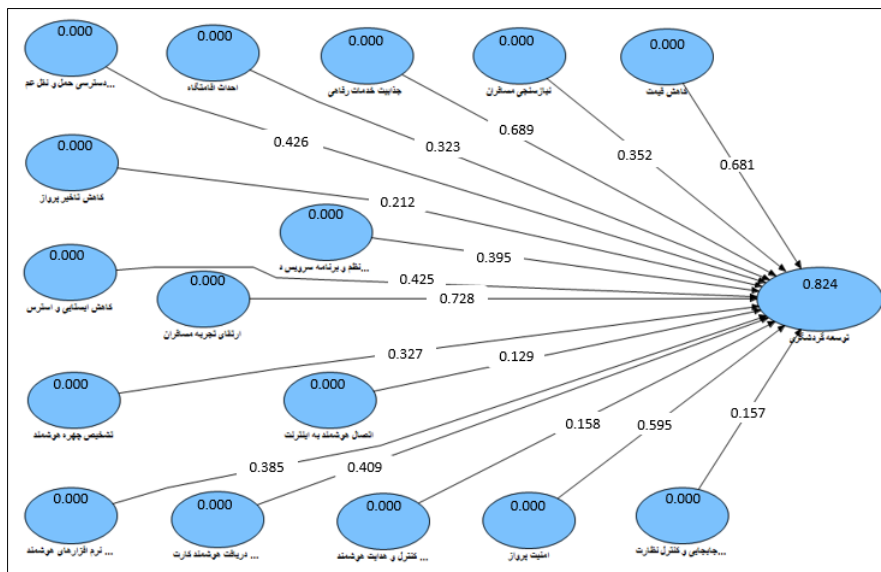 0.000
0.000
0.000
0.000
0.000
دسترسی حمل و نقل عم...
احداث اقامتگاه
جذابیت خدمات رفاهی
نیازسنجی مسافران
کاهش قیمت
0.426
0.323
0.689
0.352
0.681
0.000
کاهش تاخیر پرواز
0.212
0.000
نظم و برنامه سرویس د...
0.395
0.000
کاهش ایستایی و استرس
0.425
0.000
ارتقای تجربه مسافران
0.728
0.824
توسعه گردشگری
0.000
تشخیص چهره هوشمند
0.327
0.000
اتصال هوشمند به اینترنت
0.129
0.385
0.409
0.158
0.595
0.157
0.000
0.000
0.000
0.000
0.000
نرم افزارهای هوشمند ...
دریافت هوشمند کارت ...
کنترل و هدایت هوشمند ...
امنیت پرواز
جابجایی و کنترل نظارت...